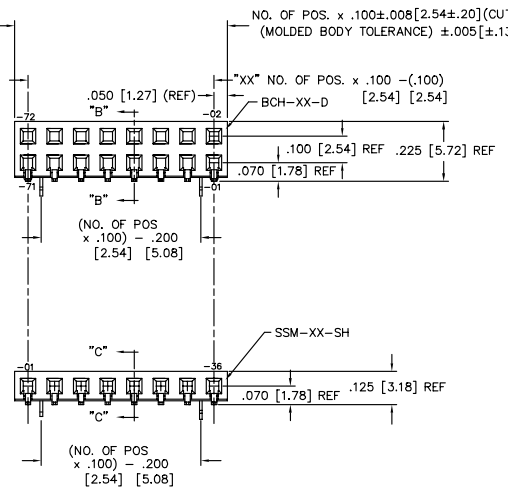 NO. OF POS. x .100±.008[2.54±.20](CUT
(MOLDED BODY TOLERANCE) ±.005[±.13
"XX" NO. OF POS. x .100 -(.100)
[2.54] [2.54]
.050 [1.27] (REF)
"B"
BCH-XX-D
-72
-02
.100 [2.54] REF
.225 [5.72] REF
.070 [1.78] REF
-71
-01
"B"
(NO. OF POS
x .100) - .200
[2.54] [5.08]
SSM-XX-SH
"C"
-01
-36
.125 [3.18] REF
.070 [1.78] REF
"C"
(NO. OF POS
x .100) - .200
[2.54] [5.08]